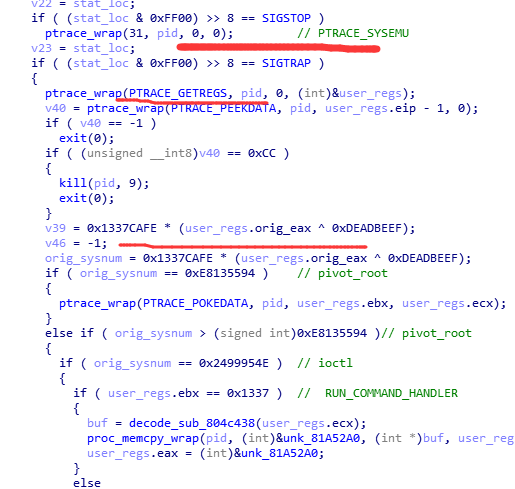 v22 = stat_loc;
if ( (stat_loc & 0xFF00) >> 8 == SIGSTOP )
ptrace_wrap(31, pid, 0, 0); // PTRACE_SYSEMU
v23 = stat_loc;
if ( (stat_loc & 0xFF00) >> 8 == SIGTRAP )
{
ptrace_wrap(PTRACE_GETREGS, pid, 0, (int)&user_regs);
v40 = ptrace_wrap(PTRACE_PEEKDATA, pid, user_regs.eip - 1, 0);
if ( v40 == -1 )
exit(0);
if ( (unsigned __int8)v40 == 0xCC )
{
kill(pid, 9);
exit(0);
}
v39 = 0x1337CAFE * (user_regs.orig_eax ^ 0xDEADBEEF);
v46 = -1;
orig_sysnum = 0x1337CAFE * (user_regs.orig_eax ^ 0xDEADBEEF);
if ( orig_sysnum == 0xE8135594 ) // pivot_root
{
ptrace_wrap(PTRACE_POKEDATA, pid, user_regs.ebx, user_regs.ecx);
}
else if ( orig_sysnum > (signed int)0xE8135594 )// pivot_root
{
if ( orig_sysnum == 0x2499954E ) // ioctl
{
if ( user_regs.ebx == 0x1337 ) // RUN_COMMAND_HANDLER
{
buf = decode_sub_804c438(user_regs.ecx);
proc_memcpy_wrap(pid, (int)&unk_81A52A0, (int *)buf, user_reg
user_regs.eax = (int)&unk_81A52A0;
}
else